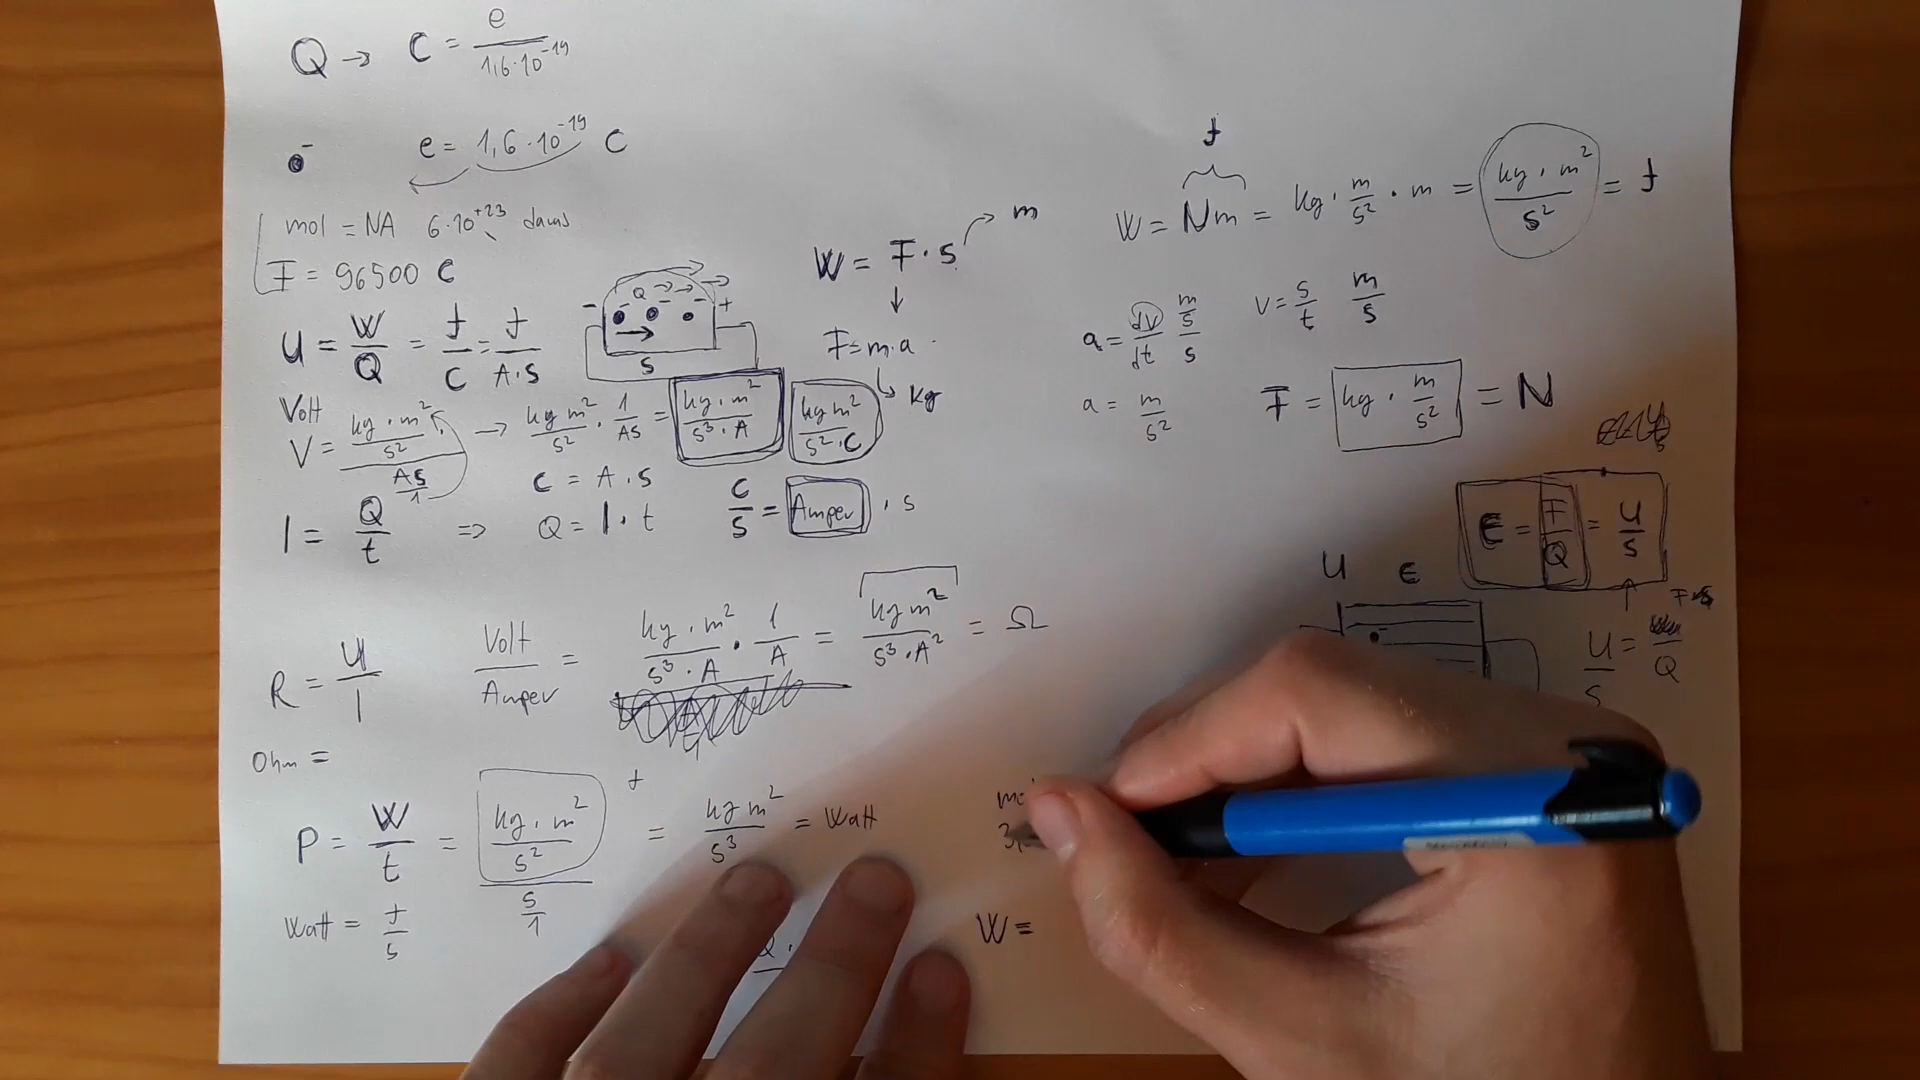 Q → C = e / 1,6·10⁻¹⁹
e = 1,6·10⁻¹⁹ C
mol = NA 6·10⁺²³
F = 96500 C
U = W/Q = J/C = J/A·S
- Q → → +
S
Volt
V = kg·m²/s² / AS/1 → kg m²/s² · 1/AS = kg·m²/s³·A kg m²/s²·C
C = A·S
I = Q/t => Q = I·t C/S = Amper · s
R = U/I Volt/Amper = kg·m²/s³·A · 1/A = kg m²/s³·A² = Ω
Ohm =
P = W/t = kg·m²/s² / s/1 J = kg m²/s³ = Watt
Watt = J/s
W = F·s → m
F = m·a
→ kg
J
W = Nm = kg·m/s²·m = kg·m²/s² = J
a = dv/dt m/s/s v = s/t m/s
a = m/s²
F = kg·m/s² = N
E = F/Q = U/s
U E
F·s
U/s = /Q
W =